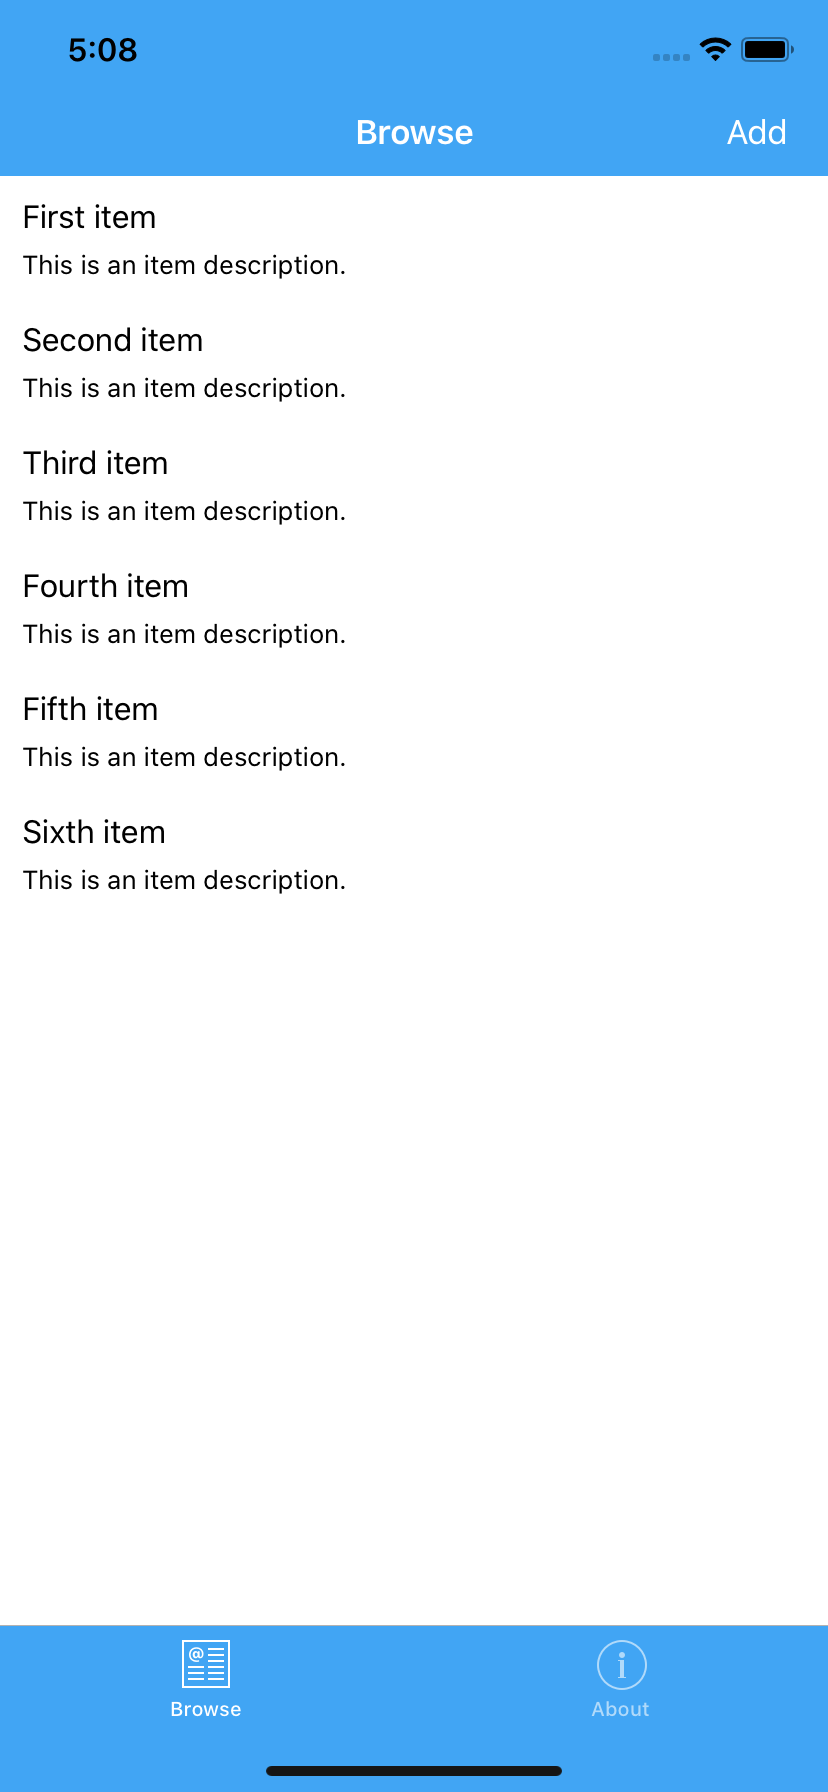 5:08
Browse
Add
First item
This is an item description.
Second item
This is an item description.
Third item
This is an item description.
Fourth item
This is an item description.
Fifth item
This is an item description.
Sixth item
This is an item description.
@
i
Browse
About